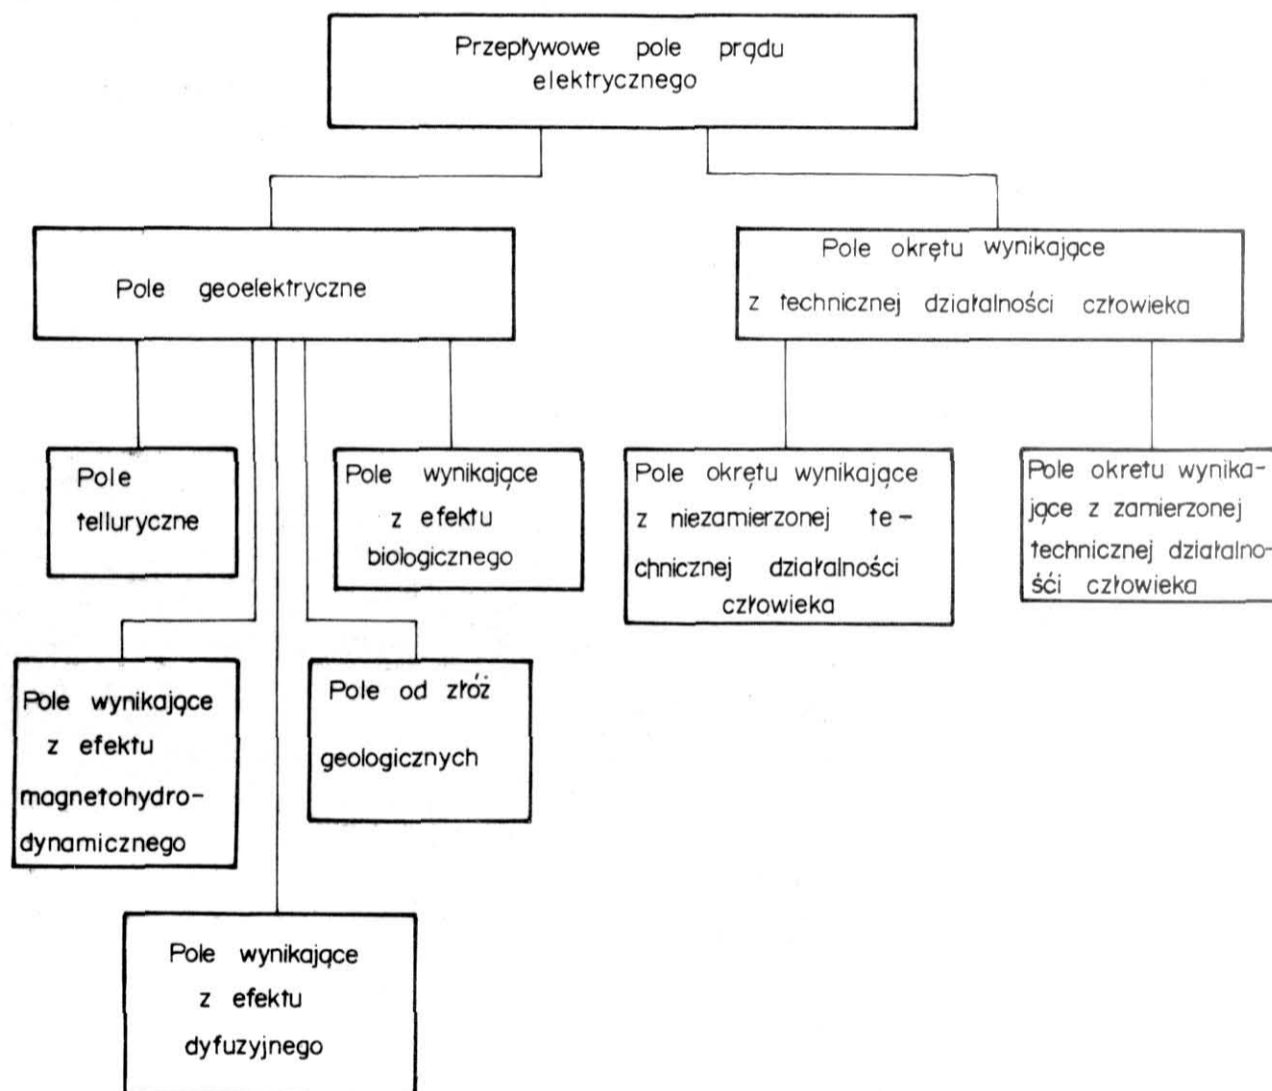 Przepływowe pole prądu
elektrycznego
Pole geoelektryczne
Pole okrętu wynikające
z technicznej działalności człowieka
Pole
telluryczne
Pole wynikające
z efektu
biologicznego
Pole okrętu wynikające
z niezamierzonej te-
chnicznej działalności
człowieka
Pole okretu wynika-
jące z zamierzonej
technicznej działalno-
śći człowieka
Pole wynikające
z efektu
magnetohydro-
dynamicznego
Pole od złóż
geologicznych
Pole wynikające
z efektu
dyfuzyjnego